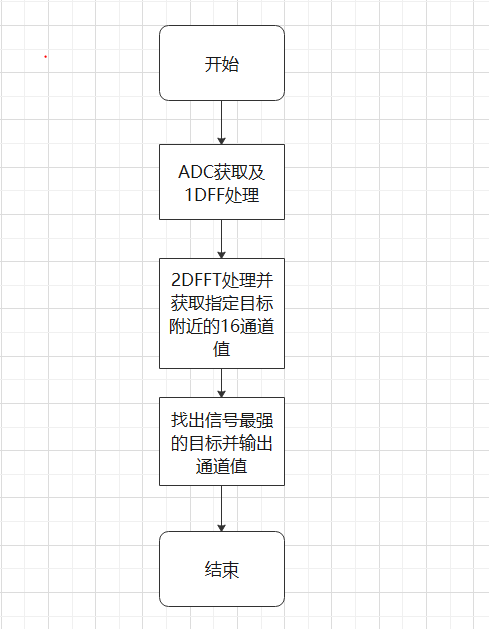 开始
ADC获取及
1DFF处理
2DFFT处理并
获取指定目标
附近的16通道
值
找出信号最强
的目标并输出
通道值
结束